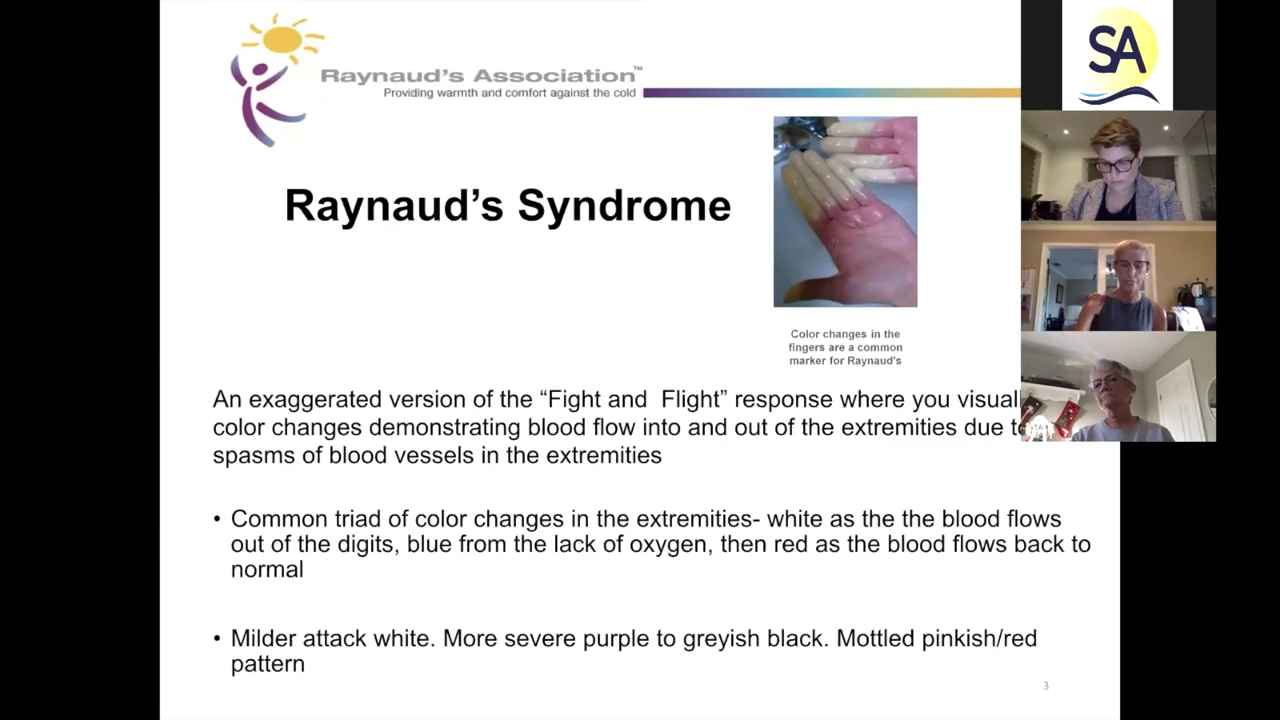 Raynaud's Association™
Providing warmth and comfort against the cold
SA
Raynaud's Syndrome
Color changes in the
fingers are a common
marker for Raynaud's
An exaggerated version of the “Fight and Flight” response where you
color changes demonstrating blood flow into and out of the extremities due
spasms of blood vessels in the extremities
• Common triad of color changes in the extremities- white as the the blood flows
out of the digits, blue from the lack of oxygen, then red as the blood flows back to
normal
• Milder attack white. More severe purple to greyish black. Mottled pinkish/red
pattern
3